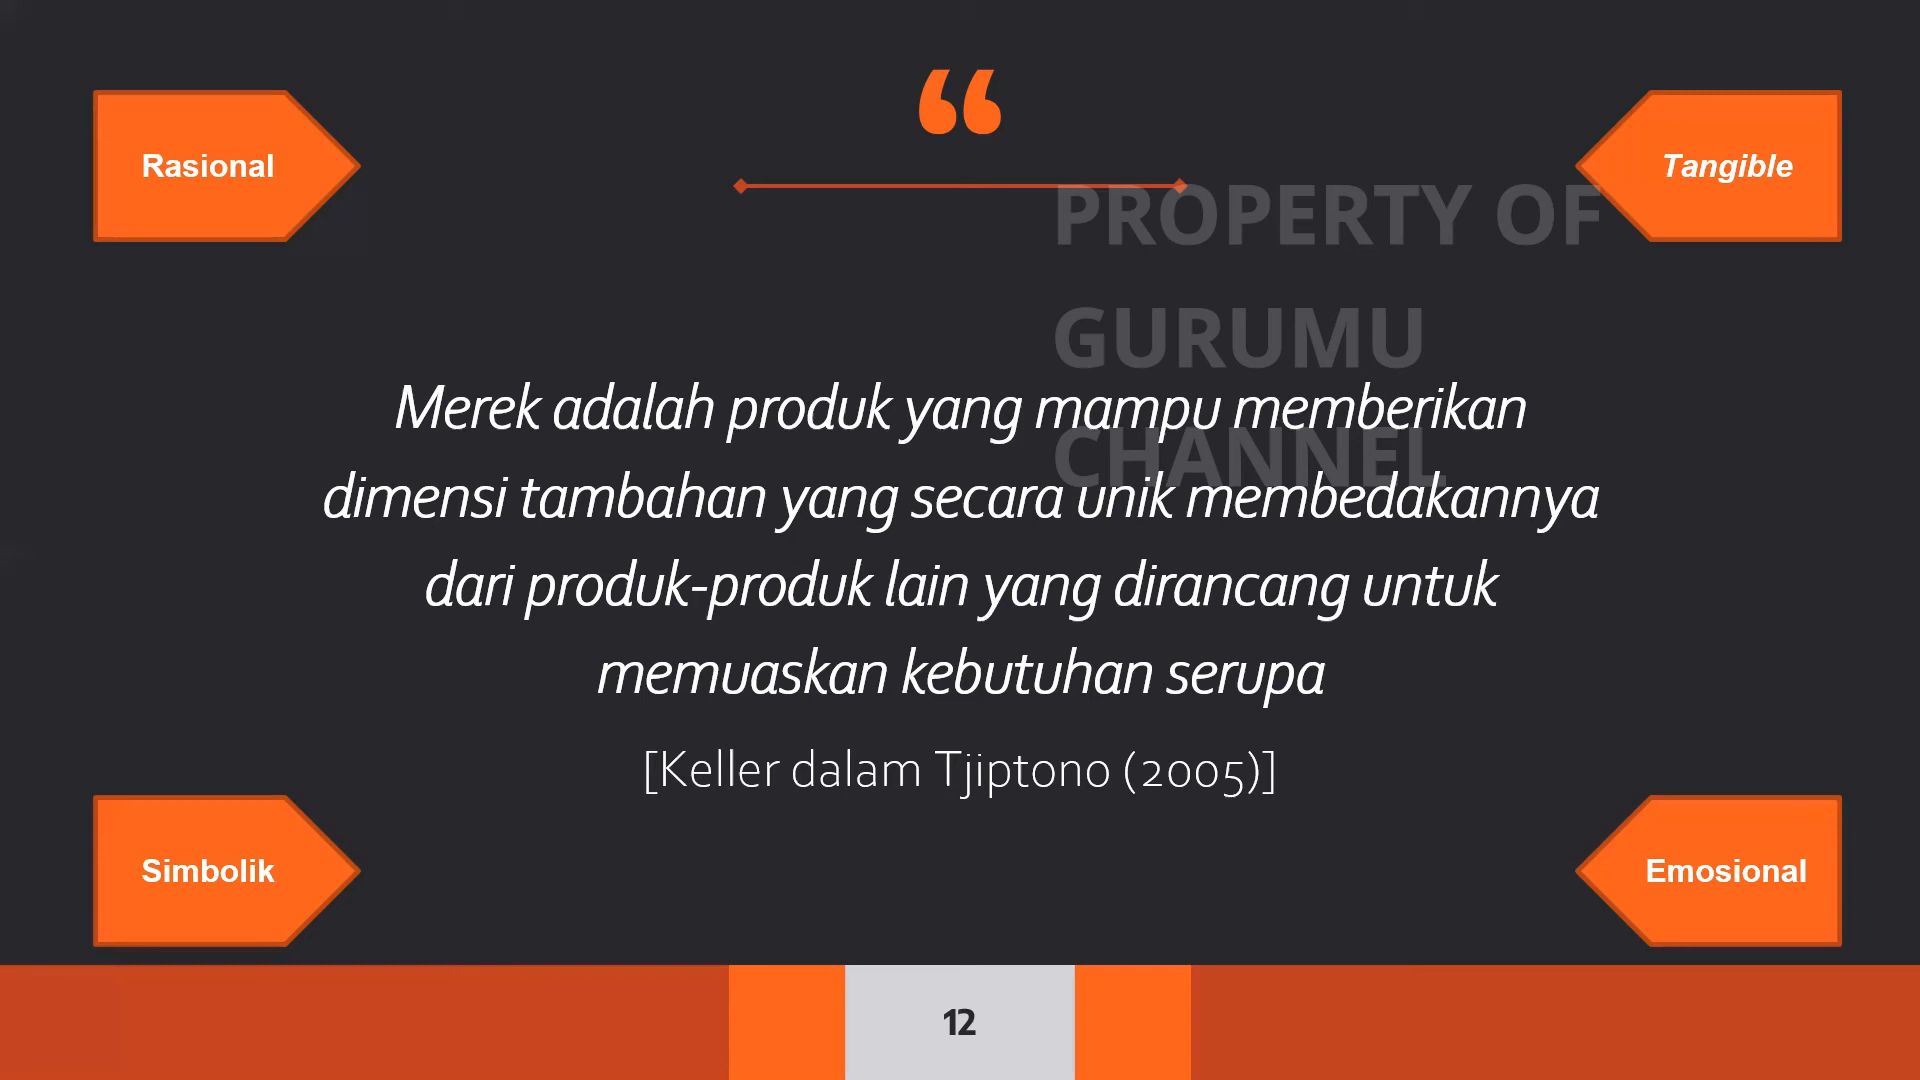 “
Rasional
Tangible
PROPERTY OF
GURUMU
CHANNEL
Merek adalah produk yang mampu memberikan
dimensi tambahan yang secara unik membedakannya
dari produk-produk lain yang dirancang untuk
memuaskan kebutuhan serupa
[Keller dalam Tjiptono (2005)]
Simbolik
Emosional
12